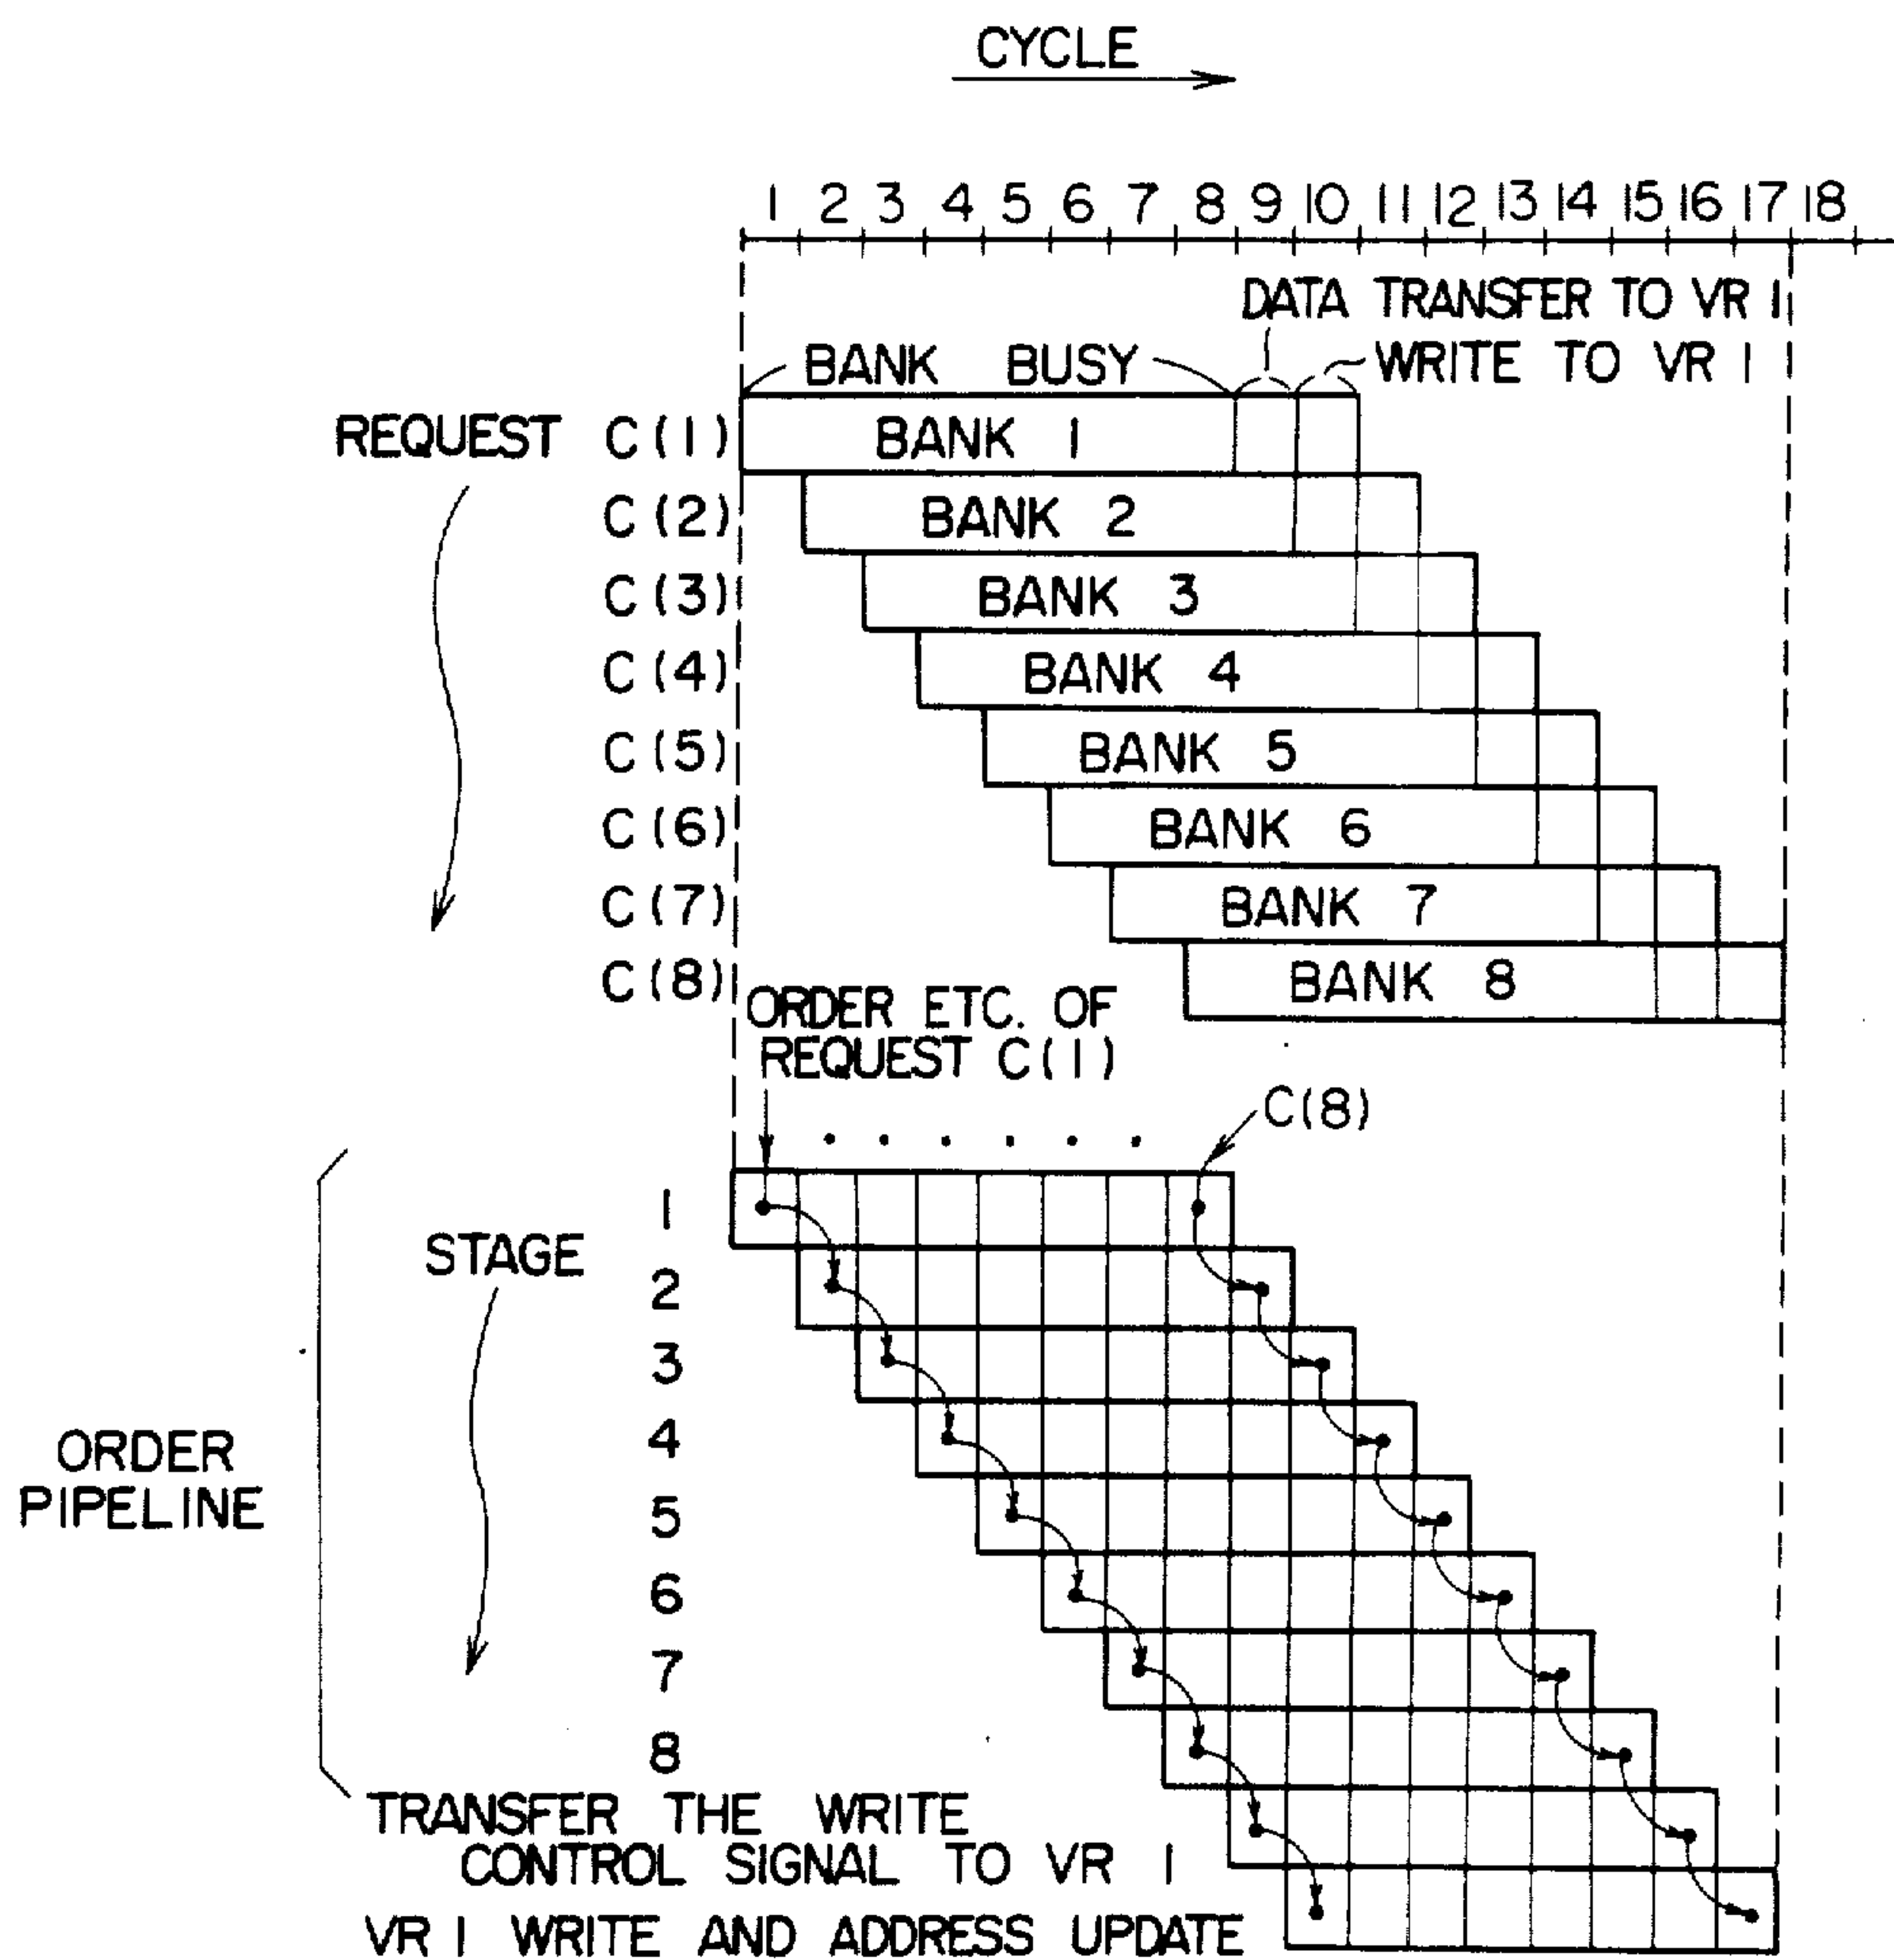 CYCLE
1 2 3 4 5 6 7 8 9 10 11 12 13 14 15 16 17 18
DATA TRANSFER TO VR 1
BANK BUSY
WRITE TO VR 1
REQUEST C(1) BANK 1
C(2) BANK 2
C(3) BANK 3
C(4) BANK 4
C(5) BANK 5
C(6) BANK 6
C(7) BANK 7
C(8) BANK 8
ORDER ETC. OF
REQUEST C(1)
C(8)
1
STAGE
2
3
4
ORDER
PIPELINE
5
6
7
8
TRANSFER THE WRITE
CONTROL SIGNAL TO VR 1
VR 1 WRITE AND ADDRESS UPDATE